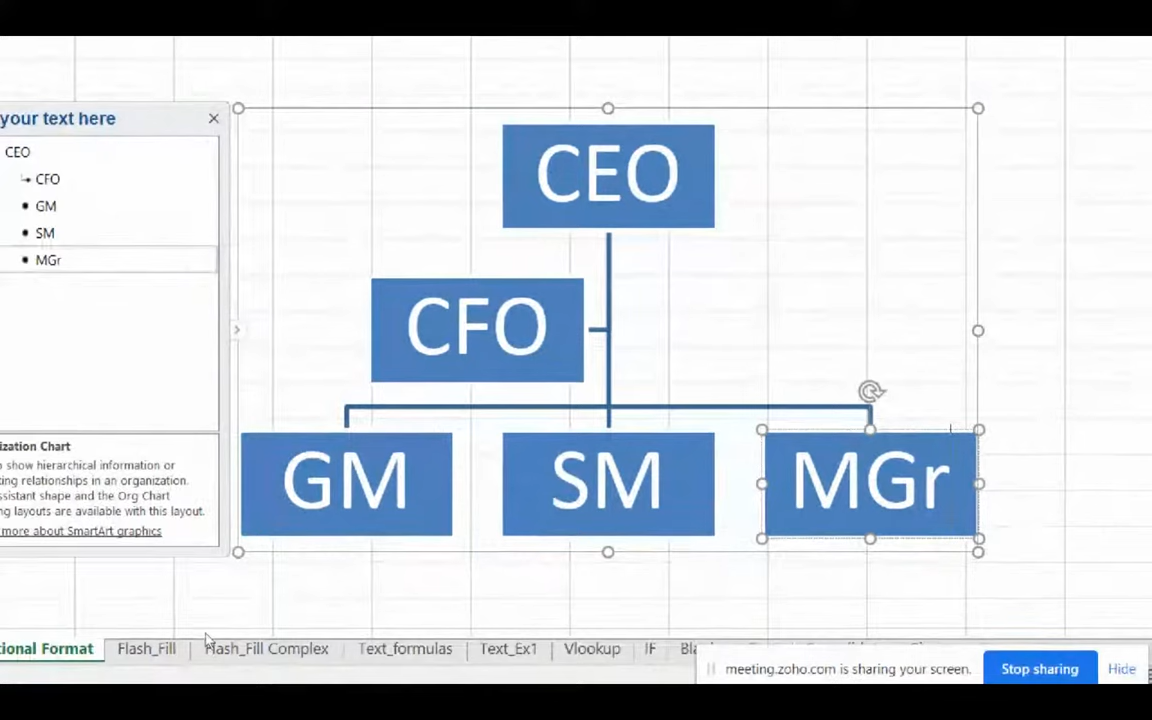 your text here
CEO
CFO
GM
SM
MGr
ization Chart
show hierarchical information or
ting relationships in an organization.
ssistant shape and the Org Chart
ng layouts are available with this layout.
more about SmartArt graphics
CEO
CFO
GM SM MGr
tional Format Flash_Fill Flash_Fill Complex Text_formulas Text_Ex1 Vlookup IF
meeting.zoho.com is sharing your screen. Stop sharing Hide